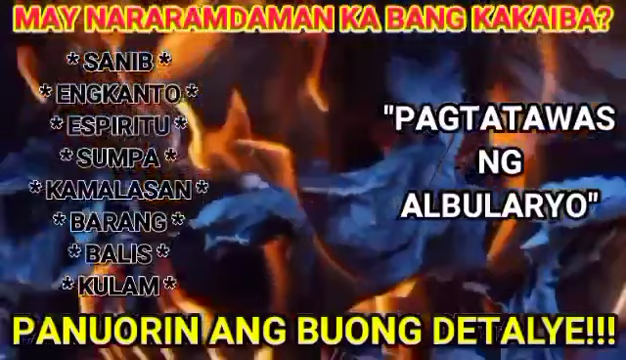 MAY NARARAMDAMAN KA BANG KAKAIBA?
* SANIB *
* ENGKANTO *
* ESPIRITU *
* SUMPA *
* KAMALASAN *
* BARANG *
* BALIS *
* KULAM *
"PAGTATAWAS
NG
ALBULARYO"
PANUORIN ANG BUONG DETALYE!!!